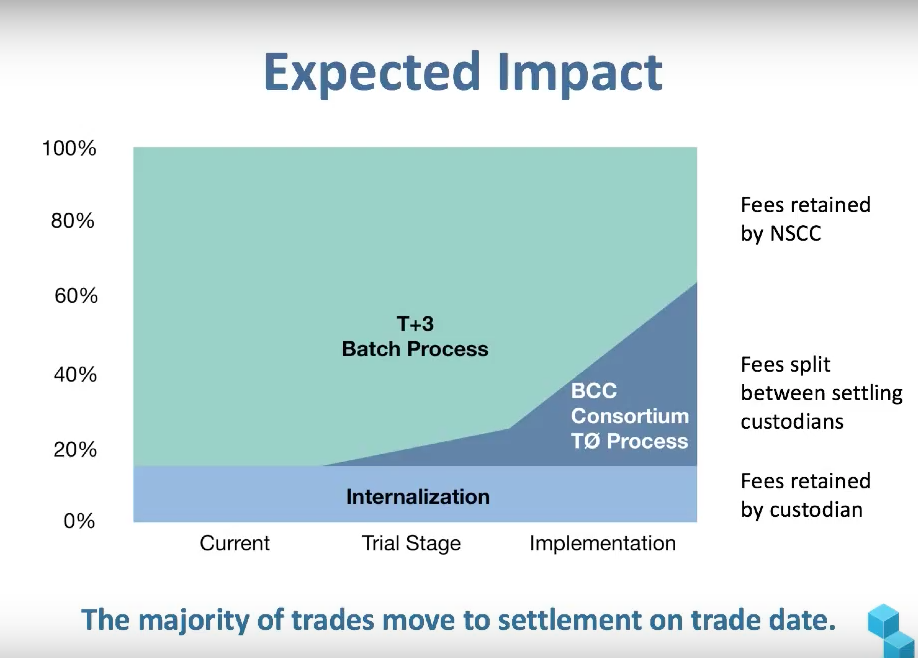 Expected Impact
100%
80%
60%
40%
20%
0%
T+3
Batch Process
BCC
Consortium
TØ Process
Internalization
Current
Trial Stage
Implementation
Fees retained
by NSCC
Fees split
between settling
custodians
Fees retained
by custodian
The majority of trades move to settlement on trade date.